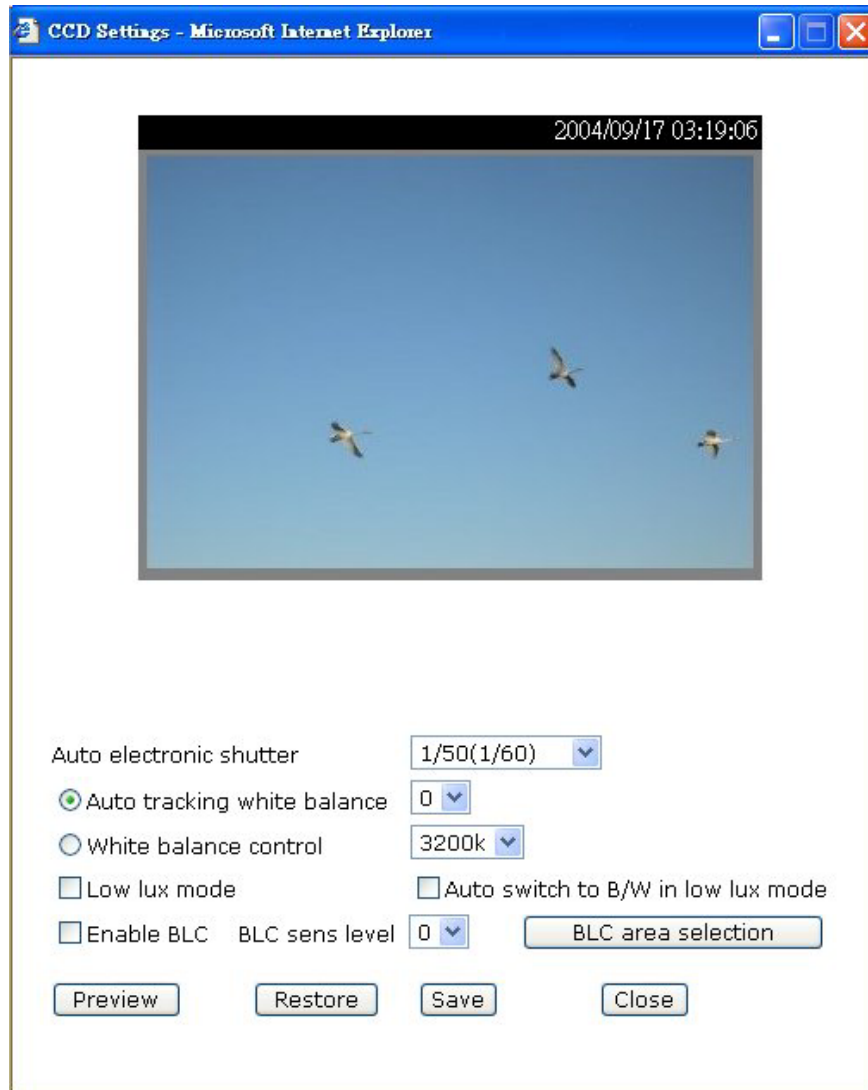 CCD Settings - Microsoft Internet Explorer
2004/09/17 03:19:06
Auto electronic shutter 1/50(1/60)
Auto tracking white balance 0
White balance control 3200k
Low lux mode Auto switch to B/W in low lux mode
Enable BLC BLC sens level 0 BLC area selection
Preview Restore Save Close